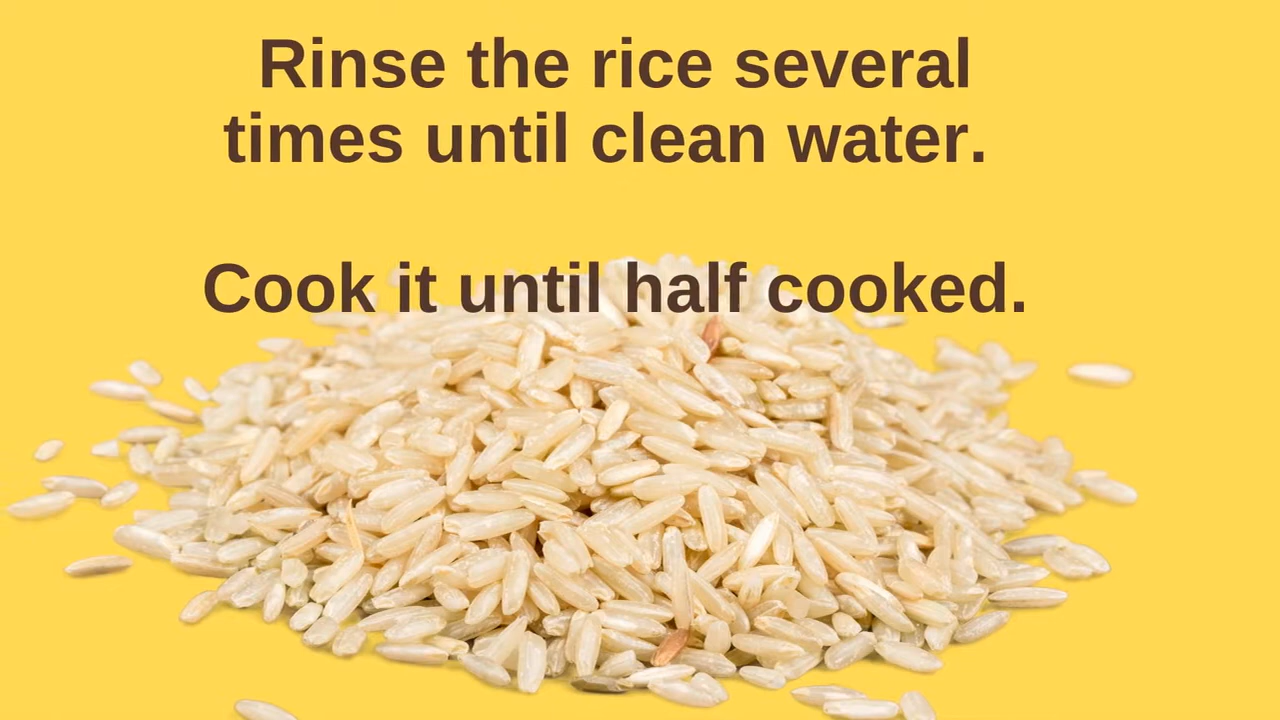 Rinse the rice several
times until clean water.
Cook it until half cooked.